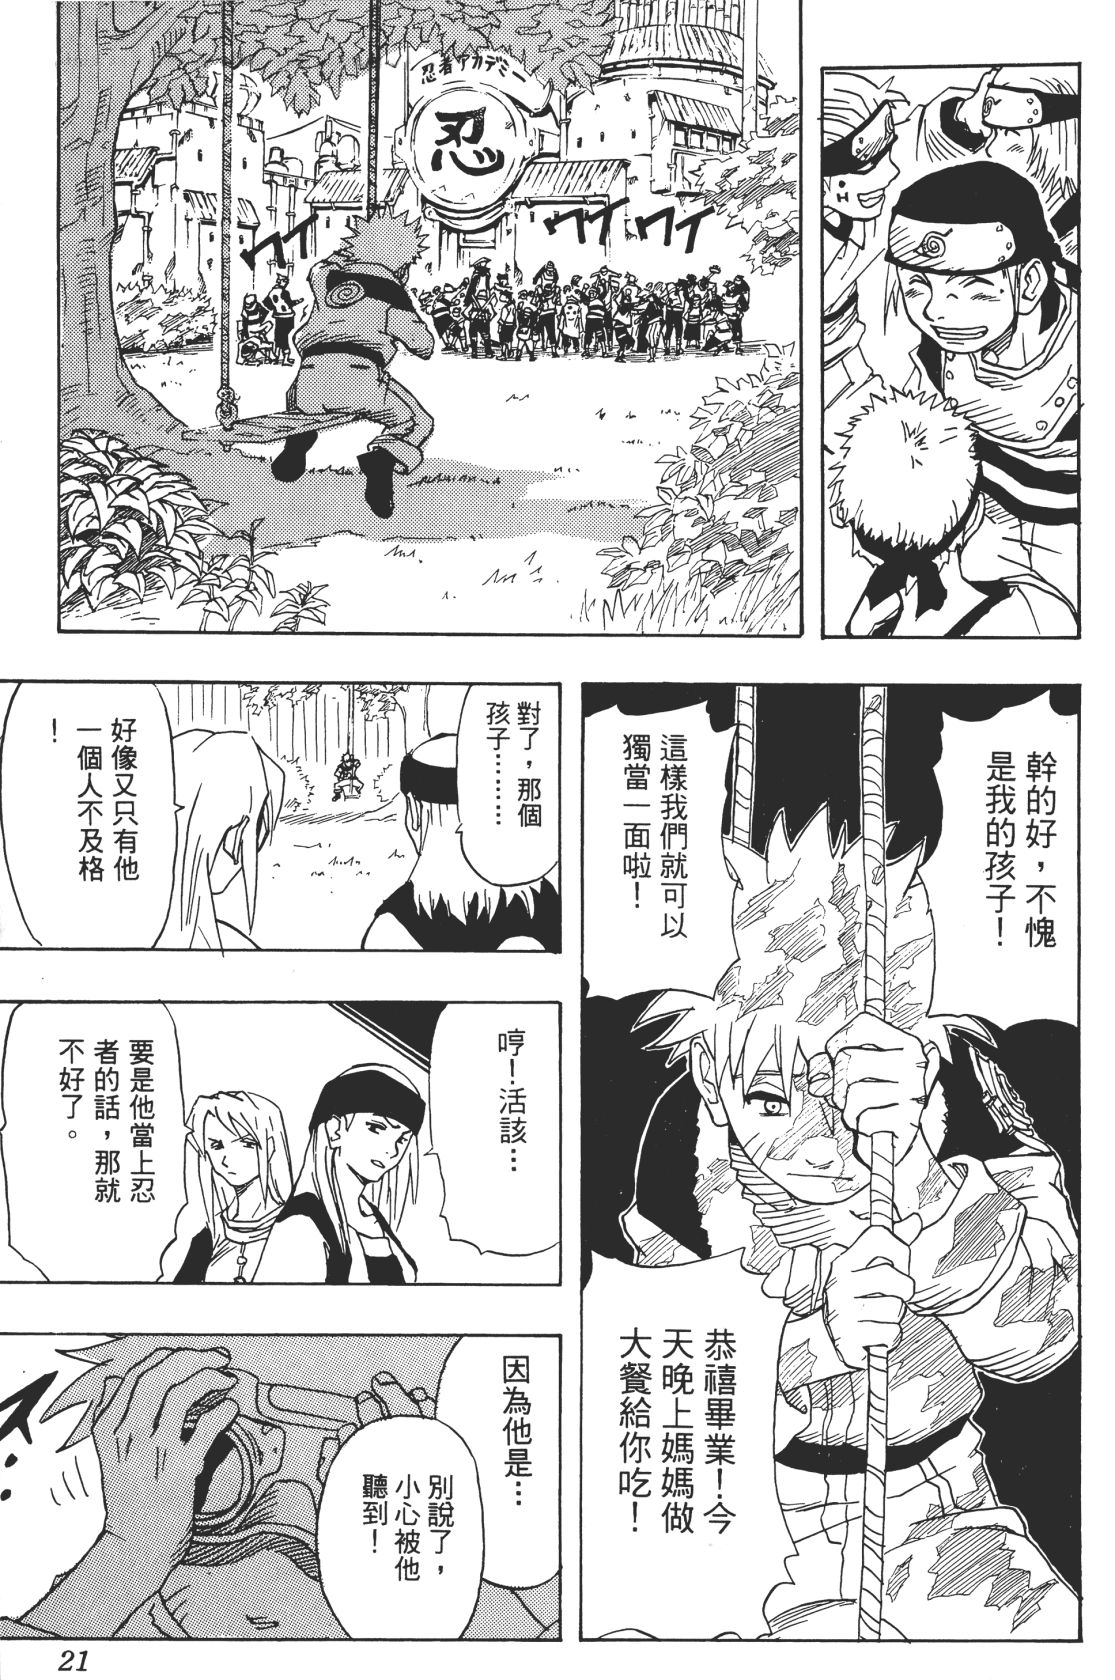 忍者アカデミー
忍
ワイ
ワイ
ワイ
幹的好，不愧
是我的孩子！
這樣我們就可以
獨當一面啦！
恭禧畢業！今
天晚上媽媽做
大餐給你吃！
對了，那個
孩子………
好像又只有他
一個人不及格
！
哼！活該…
要是他當上忍
者的話，那就
不好了。
因為他是…
別說了，
小心被他
聽到！
21